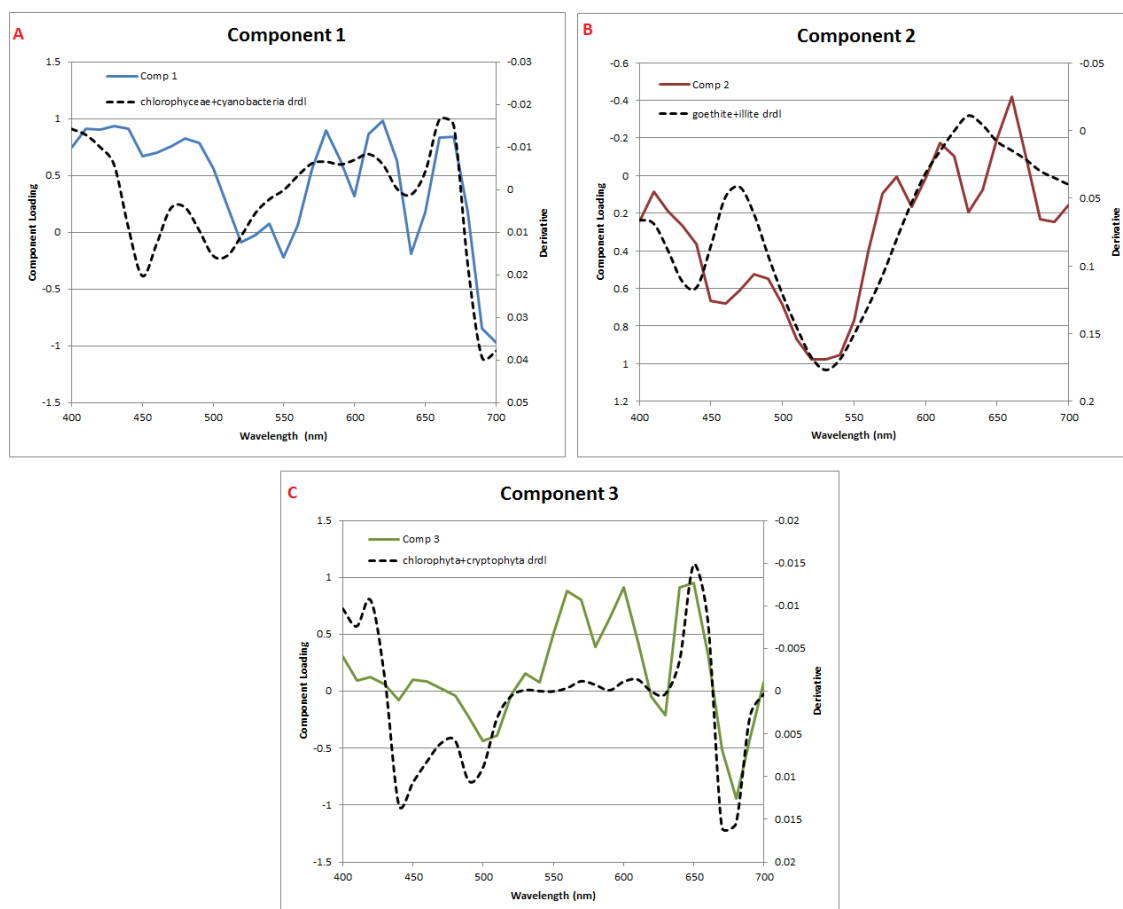 A
Component 1
Comp 1
chlorophyceae+cyanobacteria drdl
Component Loading
1.5
1
0.5
0
-0.5
-1
-1.5
-0.03
-0.02
-0.01
0
0.01
0.02
0.03
0.04
0.05
Derivative
400 450 500 550 600 650 700
Wavelength (nm)
B
Component 2
Comp 2
goethite+illite drdl
Component Loading
-0.6
-0.4
-0.2
0
0.2
0.4
0.6
0.8
1
1.2
-0.05
0
0.05
0.1
0.15
0.2
Derivative
400 450 500 550 600 650 700
Wavelength (nm)
C
Component 3
Comp 3
chlorophyta+cryptophyta drdl
Component Loading
1.5
1
0.5
0
-0.5
-1
-1.5
-0.02
-0.015
-0.01
-0.005
0
0.005
0.01
0.015
0.02
Derivative
400 450 500 550 600 650 700
Wavelength (nm)